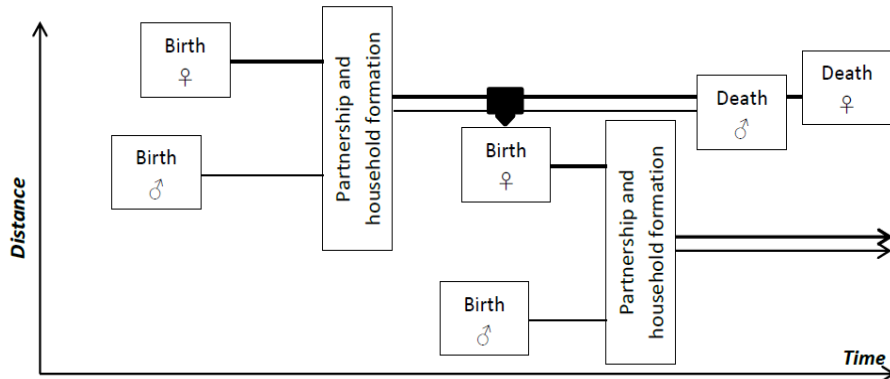 Birth
♀
Birth
♂
Partnership and
household formation
Birth
♀
Birth
♂
Partnership and
household formation
Death
♂
Death
♀
Distance
Time